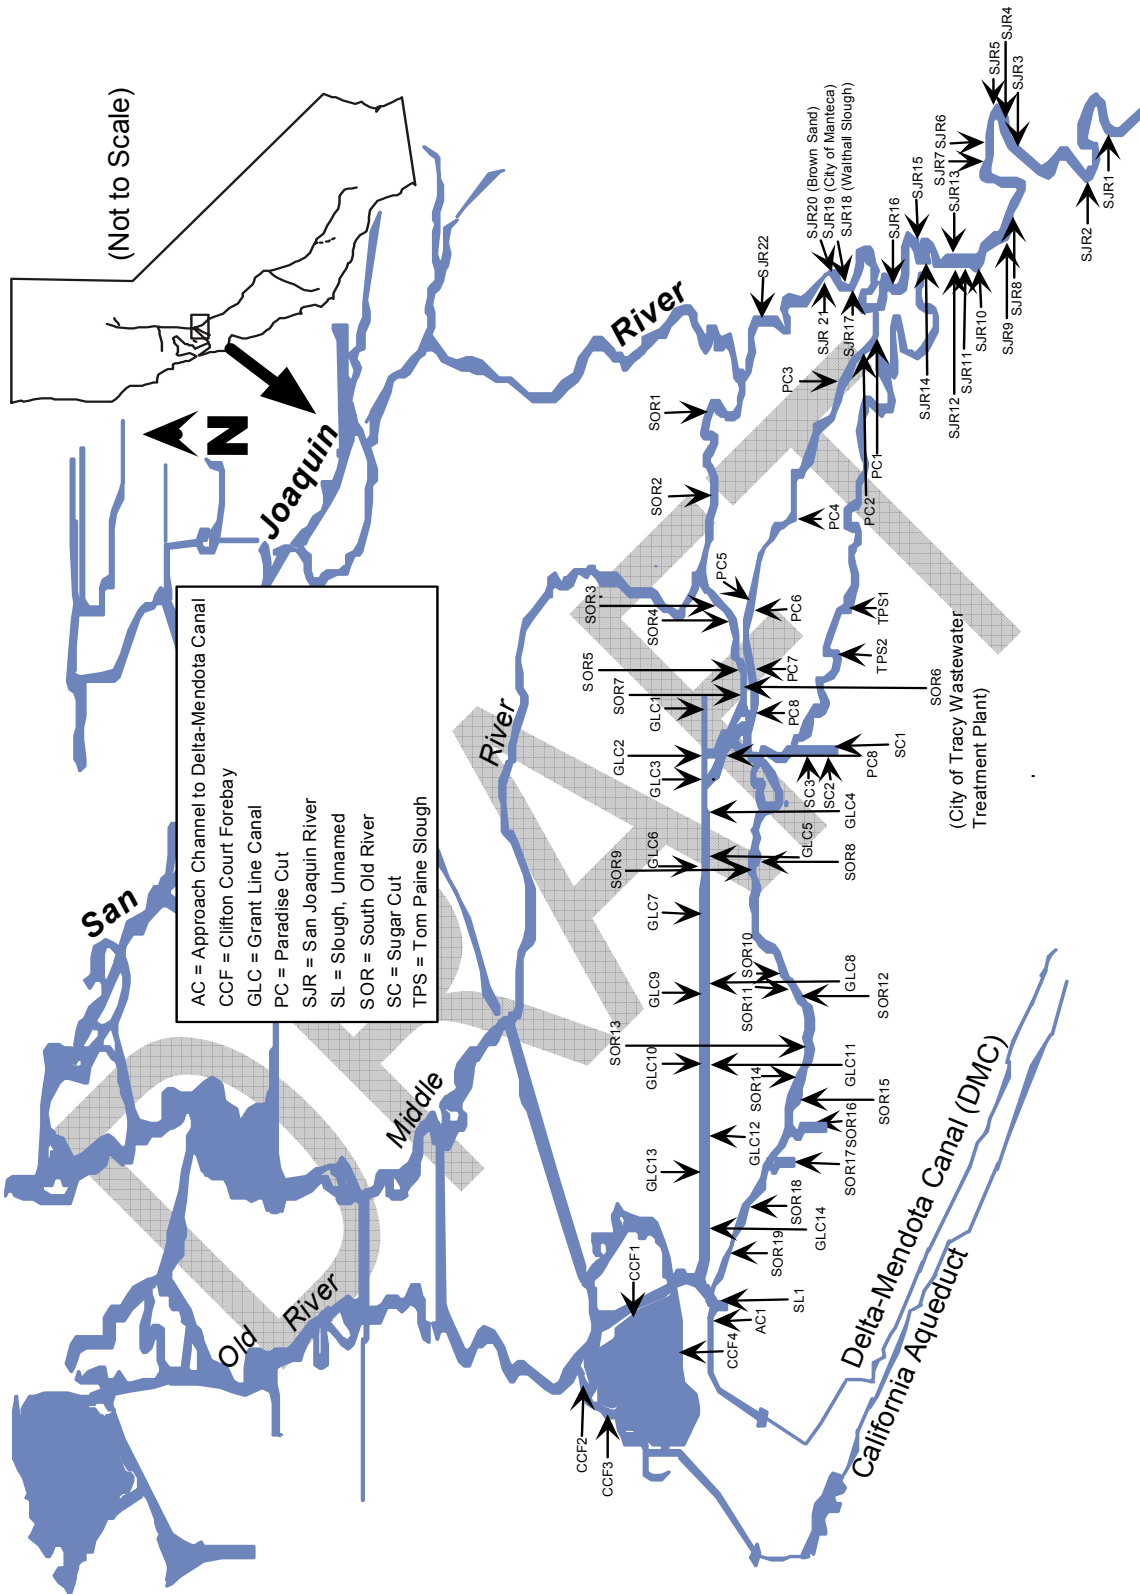 (Not to Scale)
N
San
Joaquin
River
Old
River
Middle
River
AC = Approach Channel to Delta-Mendota Canal
CCF = Clifton Court Forebay
GLC = Grant Line Canal
PC = Paradise Cut
SJR = San Joaquin River
SL = Slough, Unnamed
SOR = South Old River
SC = Sugar Cut
TPS = Tom Paine Slough
DRAFT
CCF1
CCF2
CCF3
CCF4
AC1
SL1
GLC14
GLC13
GLC12
GLC11
GLC10
GLC9
GLC8
GLC7
GLC6
GLC5
GLC4
GLC3
GLC2
GLC1
SOR19
SOR18
SOR17
SOR16
SOR15
SOR14
SOR13
SOR12
SOR11
SOR10
SOR9
SOR8
SOR7
SOR6
(City of Tracy Wastewater
Treatment Plant)
SOR5
SOR4
SOR3
SOR2
SOR1
SC1
SC2
SC3
PC8
PC8
PC7
PC6
PC5
PC4
PC3
PC2
PC1
TPS2
TPS1
SJR22
SJR 21
SJR20 (Brown Sand)
SJR19 (City of Manteca)
SJR18 (Walthall Slough)
SJR17
SJR16
SJR15
SJR14
SJR13
SJR12
SJR11
SJR10
SJR9
SJR8
SJR7
SJR6
SJR5
SJR4
SJR3
SJR2
SJR1
Delta-Mendota Canal (DMC)
California Aqueduct